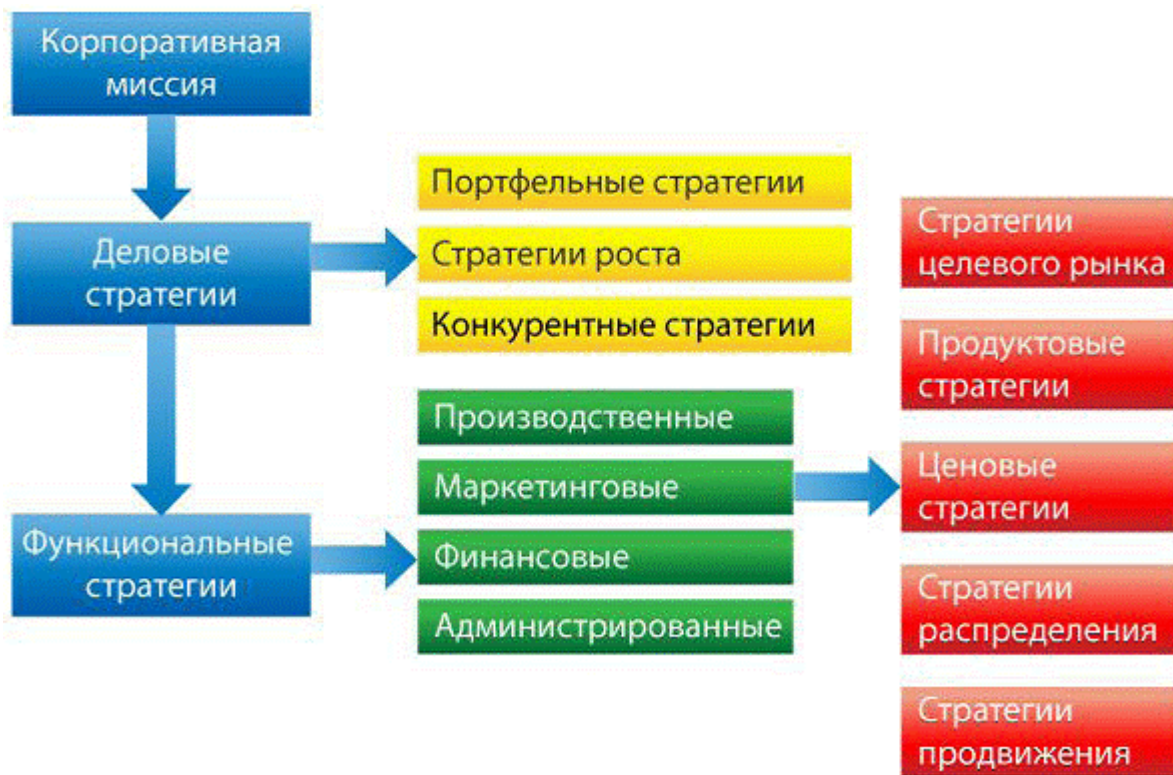 Корпоративная
миссия
Деловые
стратегии
Функциональные
стратегии
Портфельные стратегии
Стратегии роста
Конкурентные стратегии
Производственные
Маркетинговые
Финансовые
Администрированные
Стратегии
целевого рынка
Продуктовые
стратегии
Ценовые
стратегии
Стратегии
распределения
Стратегии
продвижения